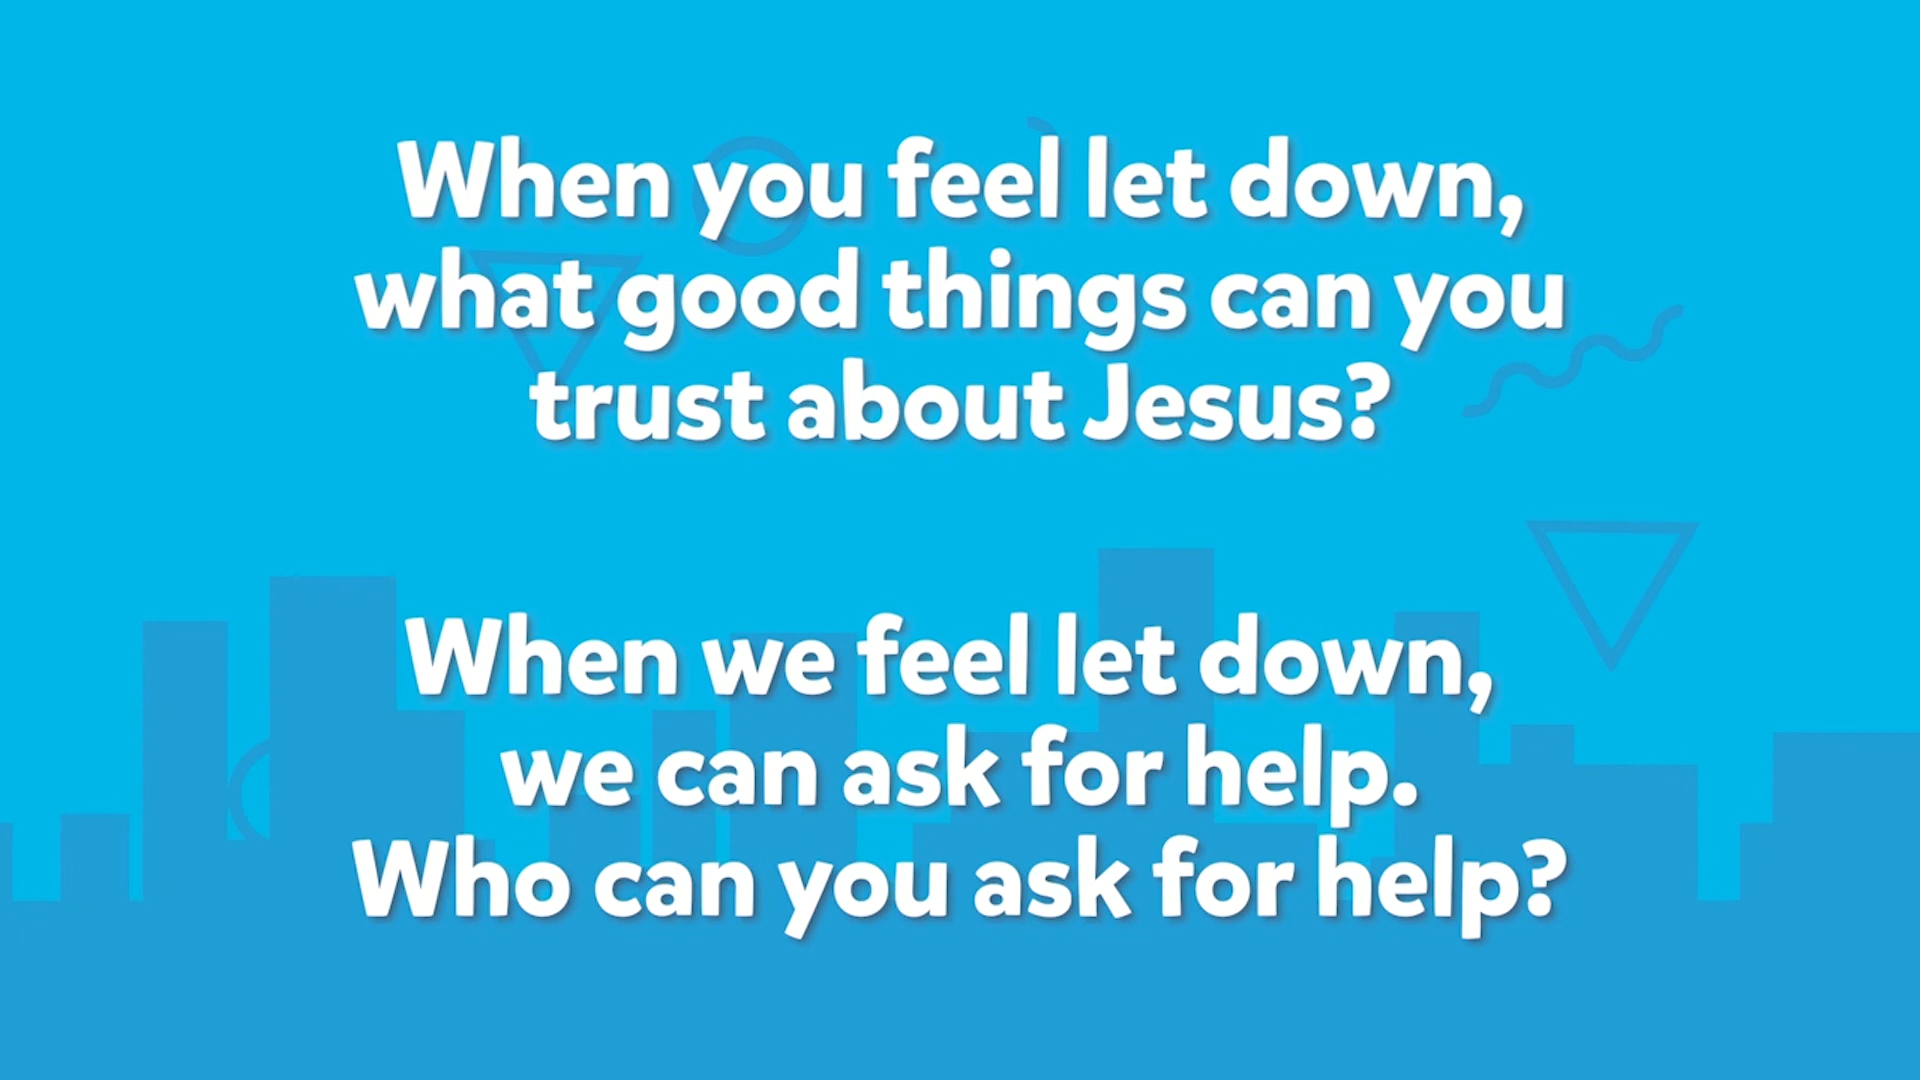 When you feel let down,
what good things can you
trust about Jesus?
When we feel let down,
we can ask for help.
Who can you ask for help?